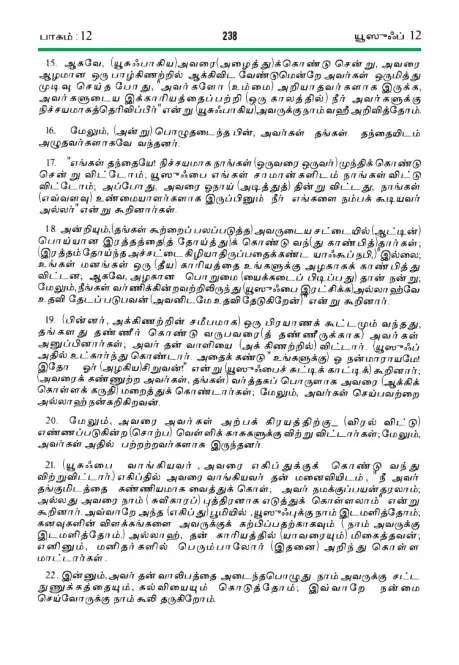 பாகம் : 12 238 யூஸுஃப் 12
15. ஆகவே, (யூசுஃபாகிய)அவரை(அழைத்து)க்கொண்டு சென்று, அவரை
ஆழமான ஒரு பாழ்கிணற்றில் ஆக்கிவிட வேண்டுமென்றே அவர்கள் ஒருமித்து
முடிவு செய்த போது, "அவர்களோ (உம்மை) அறியாதவர்களாக இருக்க,
அவர்களுடைய இக்காரியத்தைப்பற்றி (ஒரு காலத்தில்) நீர் அவர்களுக்கு
நிச்சயமாகத்தெரிவிப்பீர்" என்று (யூசுஃபாகிய)அவருக்குநாம்வஹீஅறிவித்தோம்.
16. மேலும், (அன்று)பொழுதடைந்தபின், அவர்கள் தங்கள் தந்தையிடம்
அழுதவர்களாகவே வந்தனர்.
17. "எங்கள் தந்தையே! நிச்சயமாக நாங்கள் (ஒருவரை ஒருவர்) முந்திக்கொண்டு
சென்று விட்டோம்; யூஸுஃபை எங்கள் சாமான்களிடம் நாங்கள் விட்டு
விட்டோம்; அப்போது, அவரை ஓநாய் (அடித்துத்) தின்று விட்டது; நாங்கள்
(எவ்வளவு) உண்மையாளர்களாக இருப்பினும் நீர் எங்களை நம்பக் கூடியவர்
அல்லர்" என்று கூறினார்கள்.
18. அன்றியும்,(தங்கள் கூற்றைப்பலப்படுத்த)அவருடைய சட்டையில் (ஆட்டின்)
பொய்யான இரத்தத்தை(த் தோய்த்து)க் கொண்டு வந்(து காண்பித்)தார்கள்;
(இரத்தம்தோய்ந்த அச்சட்டை கிழியாதிருப்பதைக்கண்ட யாஃகூப் நபி,) "இல்லை;
உங்கள் மனங்கள் ஒரு (தீய) காரியத்தை உங்களுக்கு அழகாகக் காண்பித்து
விட்டன; ஆகவே, அழகான பொறுமை (யைக்கடைப் பிடிப்பது) தான் நன்று;
மேலும்,நீங்கள் வர்ணிக்கின்றவற்றிலிருந்து(யூஸுஃபை இரட்சிக்க)அல்லாஹ்வே
உதவி தேடப்படுபவன்(அவனிடமே உதவிதேடுகிறேன்)" என்று கூறினார்.
19. (பின்னர், அக்கிணற்றின் சமீபமாக) ஒரு பிரயாணக் கூட்டமும் வந்தது,
தங்களது தண்ணீர் கொண்டு வருபவரை(த் தண்ணீருக்காக) அவர்கள்
அனுப்பினார்கள்; அவர் தன் வாளியை (அக் கிணற்றில்) விட்டார். (யூஸுஃப்
அதில் உட்கார்ந்து கொண்டார். அதைக் கண்டு "உங்களுக்கு) ஓ நன்மாராயமே!
இதோ ஓர் (அழகிய)சிறுவன்!" என்று (யூஸுஃபைச் சுட்டிக் காட்டிக்) கூறினார்;
(அவரைக் கண்ணுற்ற அவர்கள், தங்கள்) வர்த்தகப் பொருளாக அவரை (ஆக்கிக்
கொள்ளக் கருதி) மறைத்துக் கொண்டார்கள்; மேலும், அவர்கள் செய்பவற்றை
அல்லாஹ் நன்கறிகிறவன்.
20. மேலும், அவரை அவர்கள் அற்பக் கிரயத்திற்கு_ (விரல் விட்டு)
எண்ணப்படுகின்ற (சொற்ப) வெள்ளிக் காசுகளுக்கு விற்று விட்டார்கள்;மேலும்,
அவர்கள் அதில் பற்றற்றவர்களாக இருந்தனர்.
21. (யூசுஃபை வாங்கியவர், அவரை எகிப்துக்குக் கொண்டு வந்து
விற்றுவிட்டார்) எகிப்தில் அவரை வாங்கியவர் தன் மனைவியிடம், நீ அவர்
தங்குமிடத்தை கண்ணியமாக வைத்துக் கொள்; அவர் நமக்குப்பயன்தரலாம்;
அல்லது அவரை நாம் (சுவீகாரப்) புத்திரனாக எடுத்துக் கொள்ளலாம்" என்று
கூறினார். அவ்வாறே அந்த (எகிப்து) பூமியில், யூஸுஃபுக்கு நாம் இடமளித்தோம்;
கனவுகளின் விளக்கங்களை அவருக்குக் கற்பிப்பதற்காகவும் (நாம் அவருக்கு
இடமளித்தோம்.) அல்லாஹ், தன் காரியத்தில் (யாவரையும்) மிகைத்தவன்;
எனினும், மனிதர்களில் பெரும்பாலோர் (இதனை) அறிந்து கொள்ள
மாட்டார்கள்.
22. இன்னும், அவர் தன் வாலிபத்தை அடைந்தபொழுது நாம் அவருக்கு சட்ட
நுணுக்கத்தையும், கல்வியையும் கொடுத்தோம்; இவ்வாறே நன்மை
செய்வோருக்கு நாம் கூலி தருகிறோம்.